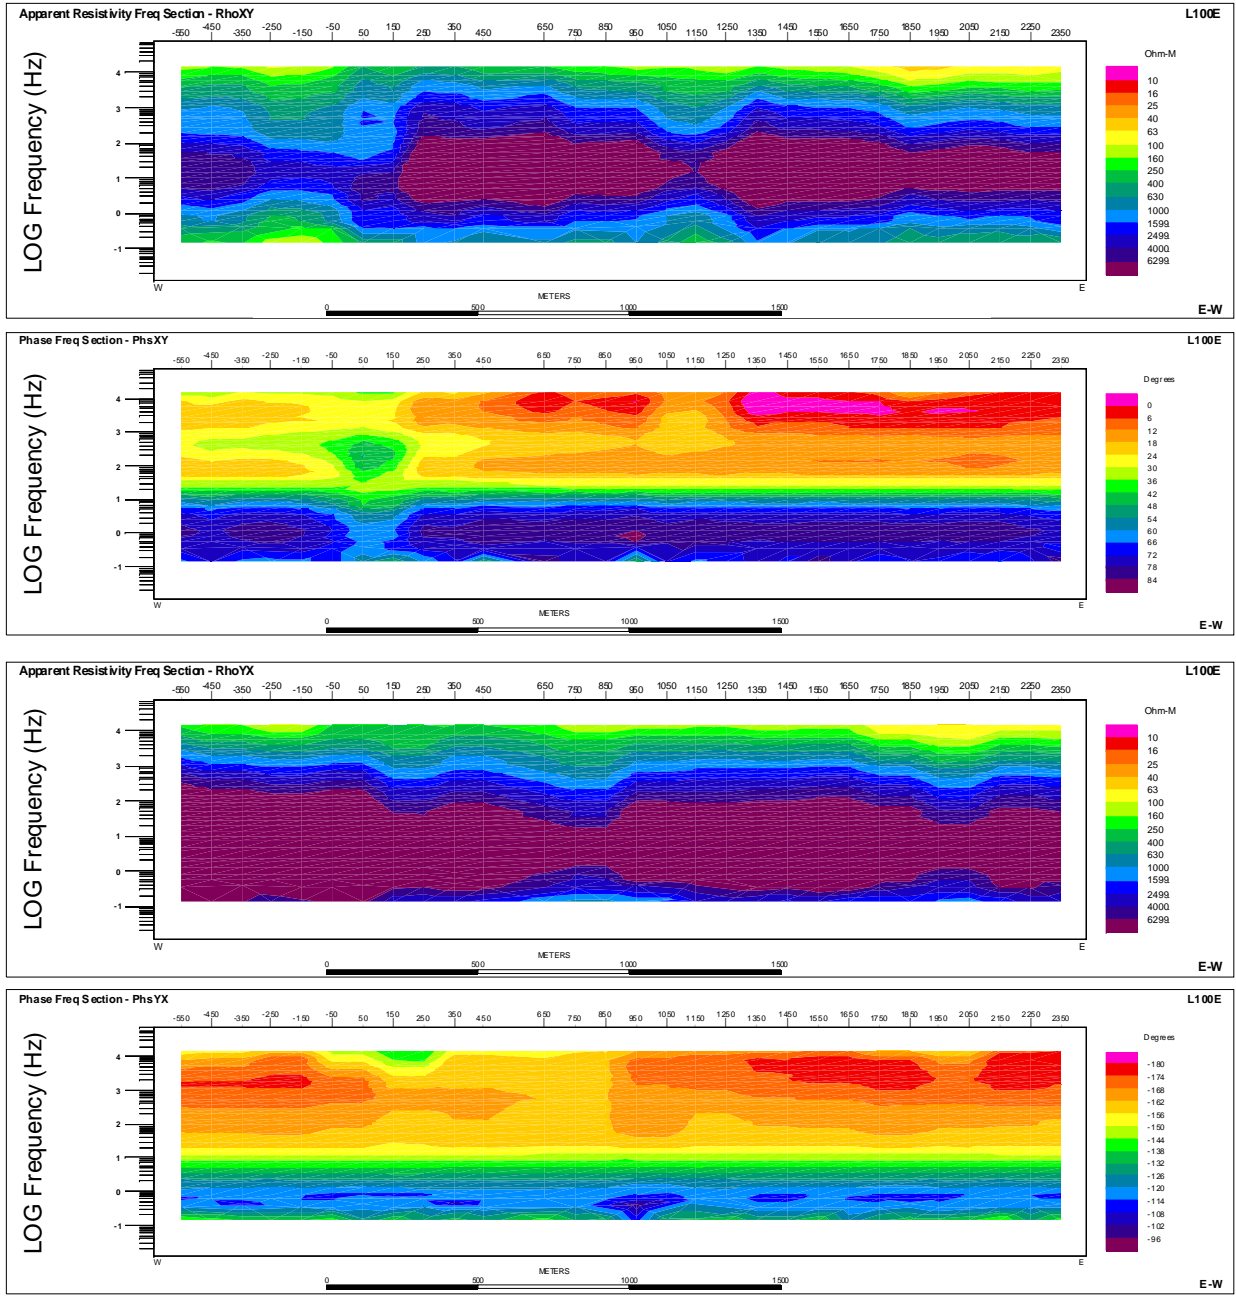 Apparent Resistivity Freq Section - RhoXY L100E
-550 -450 -350 -250 -150 -50 50 150 250 350 450 650 750 850 950 1050 1150 1250 1350 1450 1550 1650 1750 1850 1950 2050 2150 2250 2350
Ohm-M
LOG Frequency (Hz)
4
3
2
1
0
-1
10
16
25
40
63
100
160
250
400
630
1000
1599
2499
4000
6299
W E
METERS
0 500 1000 1500
E-W
Phase Freq Section - PhsXY L100E
-550 -450 -350 -250 -150 -50 50 150 250 350 450 650 750 850 950 1050 1150 1250 1350 1450 1550 1650 1750 1850 1950 2050 2150 2250 2350
Degrees
LOG Frequency (Hz)
4
3
2
1
0
-1
0
6
12
18
24
30
36
42
48
54
60
66
72
78
84
W E
METERS
0 500 1000 1500
E-W
Apparent Resistivity Freq Section - RhoYX L100E
-550 -450 -350 -250 -150 -50 50 150 250 350 450 650 750 850 950 1050 1150 1250 1350 1450 1550 1650 1750 1850 1950 2050 2150 2250 2350
Ohm-M
LOG Frequency (Hz)
4
3
2
1
0
-1
10
16
25
40
63
100
160
250
400
630
1000
1599
2499
4000
6299
W E
METERS
0 500 1000 1500
E-W
Phase Freq Section - PhsYX L100E
-550 -450 -350 -250 -150 -50 50 150 250 350 450 650 750 850 950 1050 1150 1250 1350 1450 1550 1650 1750 1850 1950 2050 2150 2250 2350
Degrees
LOG Frequency (Hz)
4
3
2
1
0
-1
-180
-174
-168
-162
-156
-150
-144
-138
-132
-126
-120
-114
-108
-102
-96
W E
METERS
0 500 1000 1500
E-W